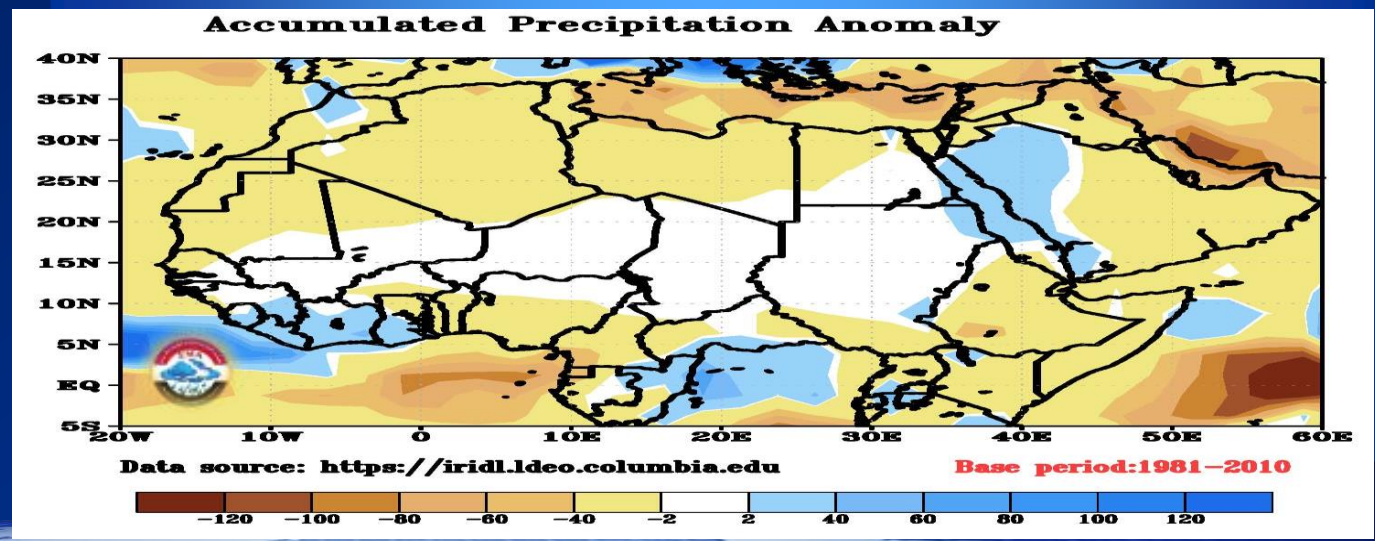 Accumulated Precipitation Anomaly
40N
35N
30N
25N
20N
15N
10N
5N
EQ
5S
20W 10W 0 10E 20E 30E 40E 50E 60E
Data source: https://iridl.ldeo.columbia.edu Base period:1981−2010
−120 −100 −80 −60 −40 −2 2 40 60 80 100 120